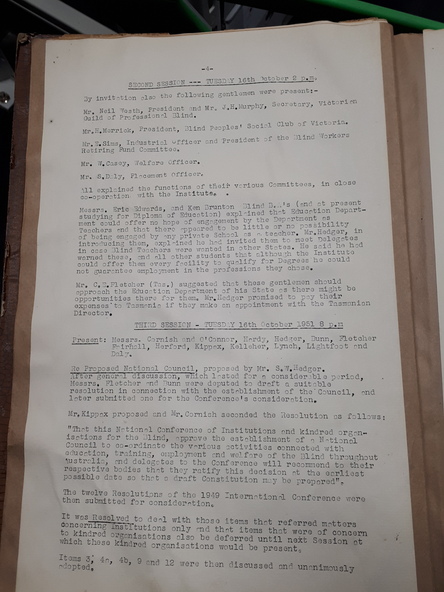 -4-
SECOND SESSION --- TUESDAY 16th October 2 p.m.
By invitation also the following gentlemen were present:-
Mr. Neil Westh, President and Mr. J.H.Murphy, Secretary, Victorian
Guild of Professional Blind.
Mr.K.Merrick, President, Blind Peoples' Social Club of Victoria.
Mr.E.Sims, Industrial Officer and President of the Blind Workers
Retiring Fund Committee.
Mr. W.Casey, Welfare Officer.
Mr. S.Daly, Placement Officer.
All explained the functions of their various Committees, in close
co-operation with the Institute.
Messrs. Eric Edwards, and Ken Brunton Blind B.A.'s (and at present
studying for Diploma of Education) explained that Education Depart-
ment could offer no hope of engagement by the Department as
Teachers and that there appeared to be little or no possibility
of being engaged by any private School as a teacher. Mr.Hedger, in
introducing them, explained he had invited them to meet Delegates
in case Blind Teachers were wanted in other States. He said he had
warned these, and all other students that although the Institute
could offer them every facility to qualify for Degrees he could
not guarantee employment in the professions they chose.
Mr. C.E.Fletcher (Tas.) suggested that these gentlemen should
approach the Education Department of his State as there might be
opportunities there for them. Mr.Hedger promised to pay their
expenses to Tasmania if they make an appointment with the Tasmanian
Director.
THIRD SESSION - TUESDAY 16th October 1951 8 p.m
Present: Messrs. Cornish and O'Connor, Hardy, Hedger, Dunn, Fletcher
Fairhall, Horford, Kippex, Kelleher, Lynch, Lightfoot and
Daly.
Re Proposed National Council, proposed by Mr. S.W.Hedger.
After general discussion, which lasted for a considerable period,
Messrs. Fletcher and Dunn were deputed to draft a suitable
resolution in connection with the establishment of the Council, and
later submitted one for the Conference's consideration.
Mr.Kippex proposed and Mr.Cornish seconded the Resolution as follows:
"That this National Conference of Institutions and kindred organ-
isations for the Blind, approve the establishment of a National
Council to co-ordinate the various activities connected with
education, training, employment and welfare of the Blind throughout
Australia, and delegates to the Conference will recommend to their
respective bodies that they ratify this decision at the earliest
possible date so that a draft Constitution may be prepared".
The twelve Resolutions of the 1949 International Conference were
then submitted for consideration.
It was Resolved to deal with those items that referred matters
concerning Institutions only and that items that were of concern
to kindred organisations also be deferred until next Session at
which these kindred organisations would be present.
Items 3, 4a, 4b, 9 and 12 were then discussed and unanimously
adopted.